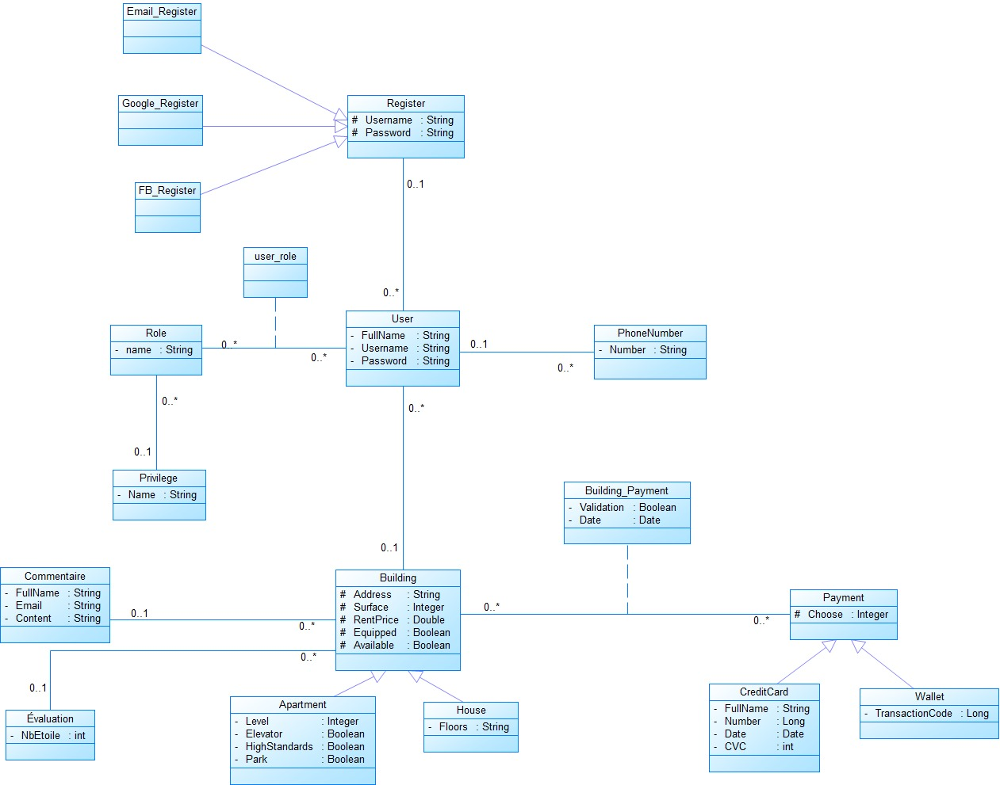 Email_Register
Google_Register
FB_Register
Register
# Username : String
# Password : String
0..1
0..*
user_role
Role
- name : String
0..*
0..*
User
- FullName : String
- Username : String
- Password : String
0..1
0..*
PhoneNumber
- Number : String
0..*
0..1
Privilege
- Name : String
0..*
0..1
Building_Payment
- Validation : Boolean
- Date : Date
Commentaire
- FullName : String
- Email : String
- Content : String
0..1
0..*
Building
# Address : String
# Surface : Integer
# RentPrice : Double
# Equipped : Boolean
# Available : Boolean
0..*
0..*
Payment
# Choose : Integer
0..*
0..1
Évaluation
- NbEtoile : int
Apartment
- Level : Integer
- Elevator : Boolean
- HighStandards : Boolean
- Park : Boolean
House
- Floors : String
CreditCard
- FullName : String
- Number : Long
- Date : Date
- CVC : int
Wallet
- TransactionCode : Long